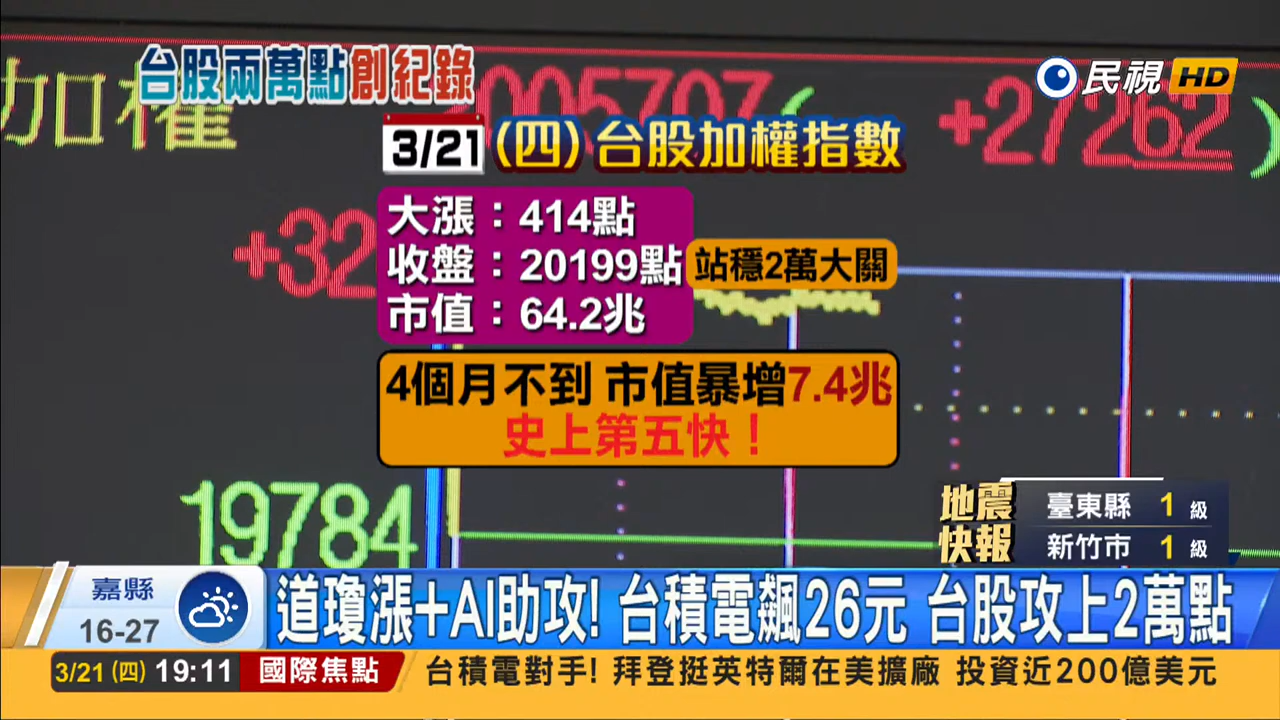 台股兩萬點創紀錄
民視 HD
加權 2005707 ( +27262 )
3/21 (四) 台股加權指數
大漲：414點
+32
收盤：20199點 站穩2萬大關
市值：64.2兆
4個月不到 市值暴增7.4兆
史上第五快！
19784
地震快報
臺東縣 1 級
新竹市 1 級
嘉縣
16-27
道瓊漲+AI助攻! 台積電飆26元 台股攻上2萬點
3/21 (四) 19:11 國際焦點 台積電對手! 拜登挺英特爾在美擴廠 投資近200億美元